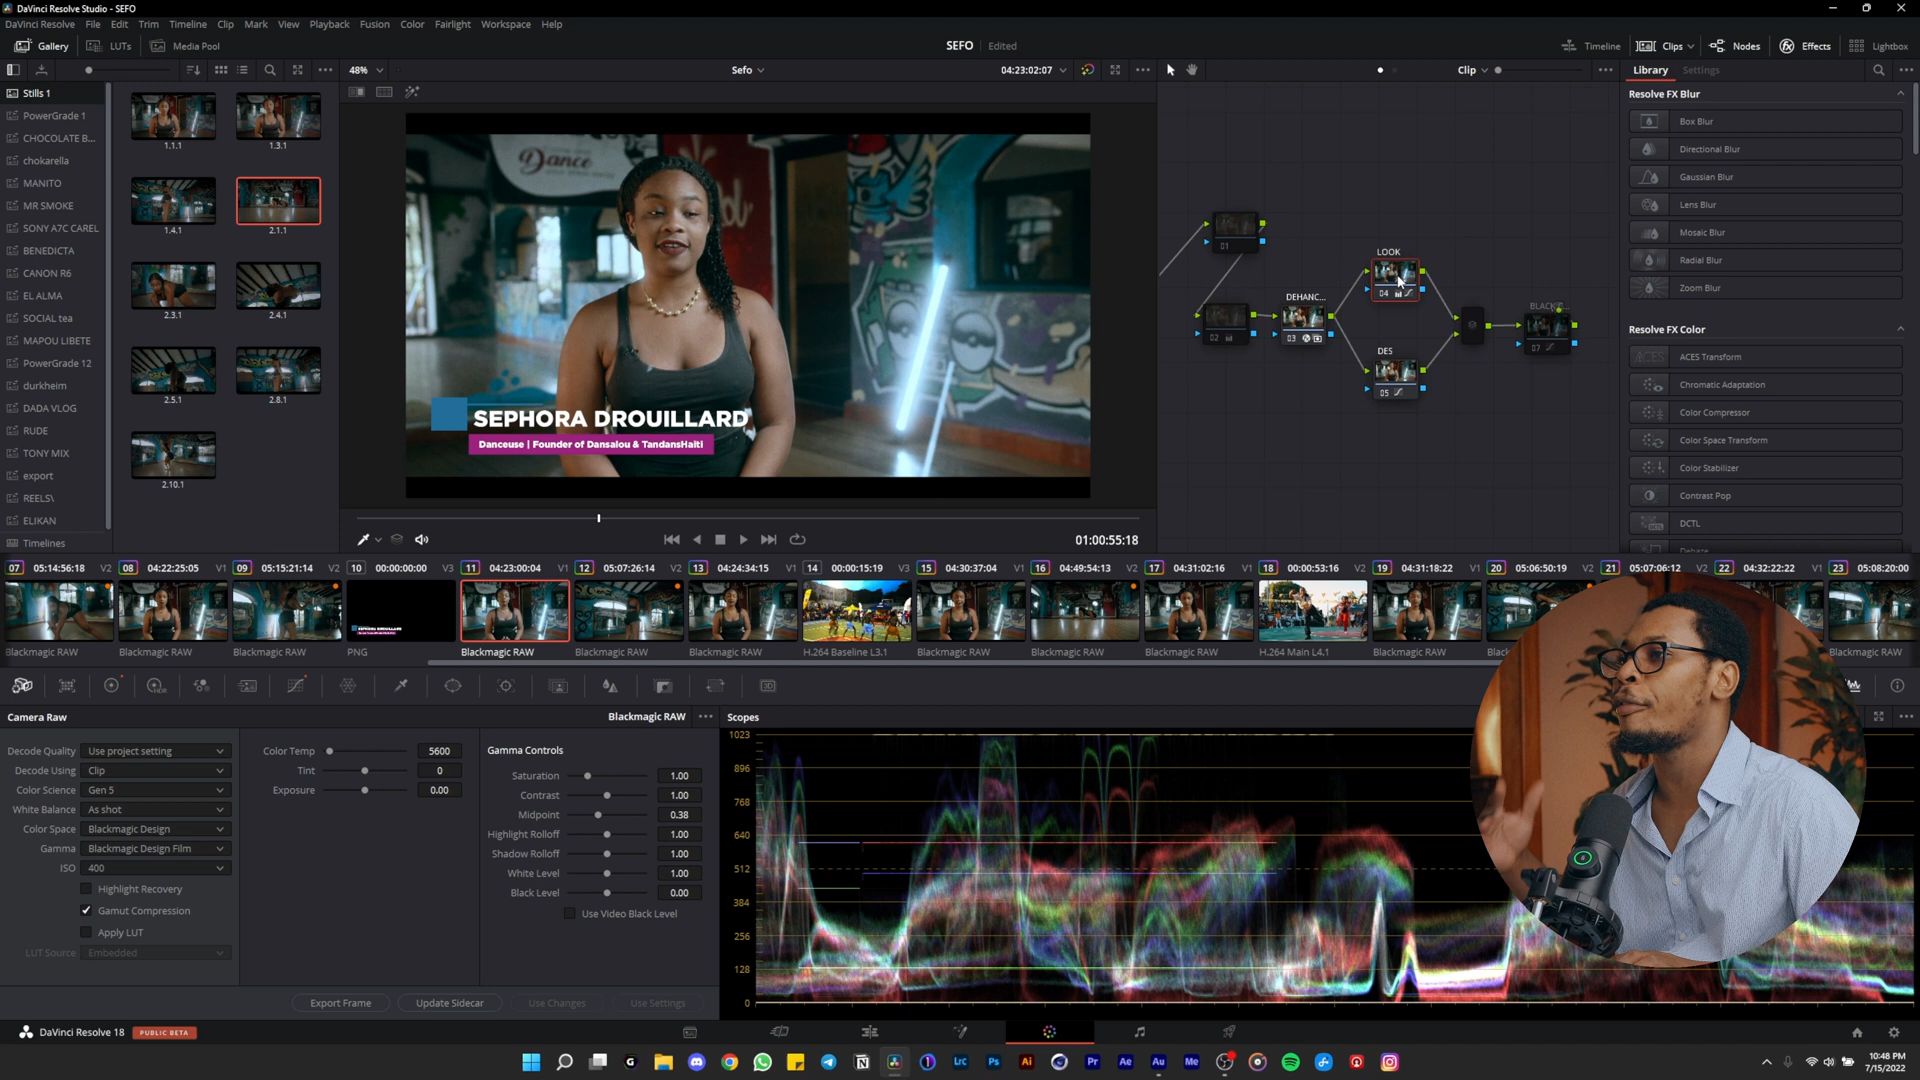 DaVinci Resolve Studio - SEFO
DaVinci Resolve File Edit Trim Timeline Clip Mark View Playback Fusion Color Fairlight Workspace Help
Gallery LUTs Media Pool SEFO Edited Timeline Clips Nodes Effects Lightbox
48% Sefo 04:23:02:07 Clip Library Settings
Stills 1
PowerGrade 1
CHOCOLATE B...
chokarella
MANITO
MR SMOKE
SONY A7C CAREL
BENEDICTA
CANON R6
EL ALMA
SOCIAL tea
MAPOU LIBETE
PowerGrade 12
durkheim
DADA VLOG
RUDE
TONY MIX
export
REELS\
ELIKAN
Timelines
1.1.1 1.3.1
1.4.1 2.1.1
2.3.1 2.4.1
2.5.1 2.8.1
2.10.1
Dance
SEPHORA DROUILLARD
Danceuse | Founder of Dansalou & TandansHaiti
01:00:55:18
01
02
DEHANC...
03
LOOK
04
DES
05
07
Resolve FX Blur
Box Blur
Directional Blur
Gaussian Blur
Lens Blur
Mosaic Blur
Radial Blur
Zoom Blur
Resolve FX Color
ACES Transform
Chromatic Adaptation
Color Compressor
Color Space Transform
Color Stabilizer
Contrast Pop
DCTL
07 05:14:56:18 V2 08 04:22:25:05 V1 09 05:15:21:14 V2 10 00:00:00:00 V3 11 04:23:00:04 V1 12 05:07:26:14 V2 13 04:24:34:15 V1 14 00:00:15:19 V3 15 04:30:37:04 V1 16 04:49:54:13 V2 17 04:31:02:16 V1 18 00:00:53:16 V2 19 04:31:18:22 V1 20 05:06:50:19 V2 21 05:07:06:12 V2 22 04:32:22:22 V1 23 05:08:20:00
Blackmagic RAW Blackmagic RAW Blackmagic RAW PNG Blackmagic RAW Blackmagic RAW Blackmagic RAW H.264 Baseline L3.1 Blackmagic RAW Blackmagic RAW Blackmagic RAW H.264 Main L4.1 Blackmagic RAW Blackmagic RAW
Camera Raw Blackmagic RAW
Decode Quality Use project setting
Decode Using Clip
Color Science Gen 5
White Balance As shot
Color Space Blackmagic Design
Gamma Blackmagic Design Film
ISO 400
Highlight Recovery
Gamut Compression
Apply LUT
LUT Source Embedded
Color Temp 5600
Tint 0
Exposure 0.00
Gamma Controls
Saturation 1.00
Contrast 1.00
Midpoint 0.38
Highlight Rolloff 1.00
Shadow Rolloff 1.00
White Level 1.00
Black Level 0.00
Use Video Black Level
Export Frame Update Sidecar Use Changes Use Settings
Scopes
1023
896
768
640
512
384
256
128
0
DaVinci Resolve 18 PUBLIC BETA
Lrc Ps Ai Pr Ae Au Me
10:48 PM
7/15/2022